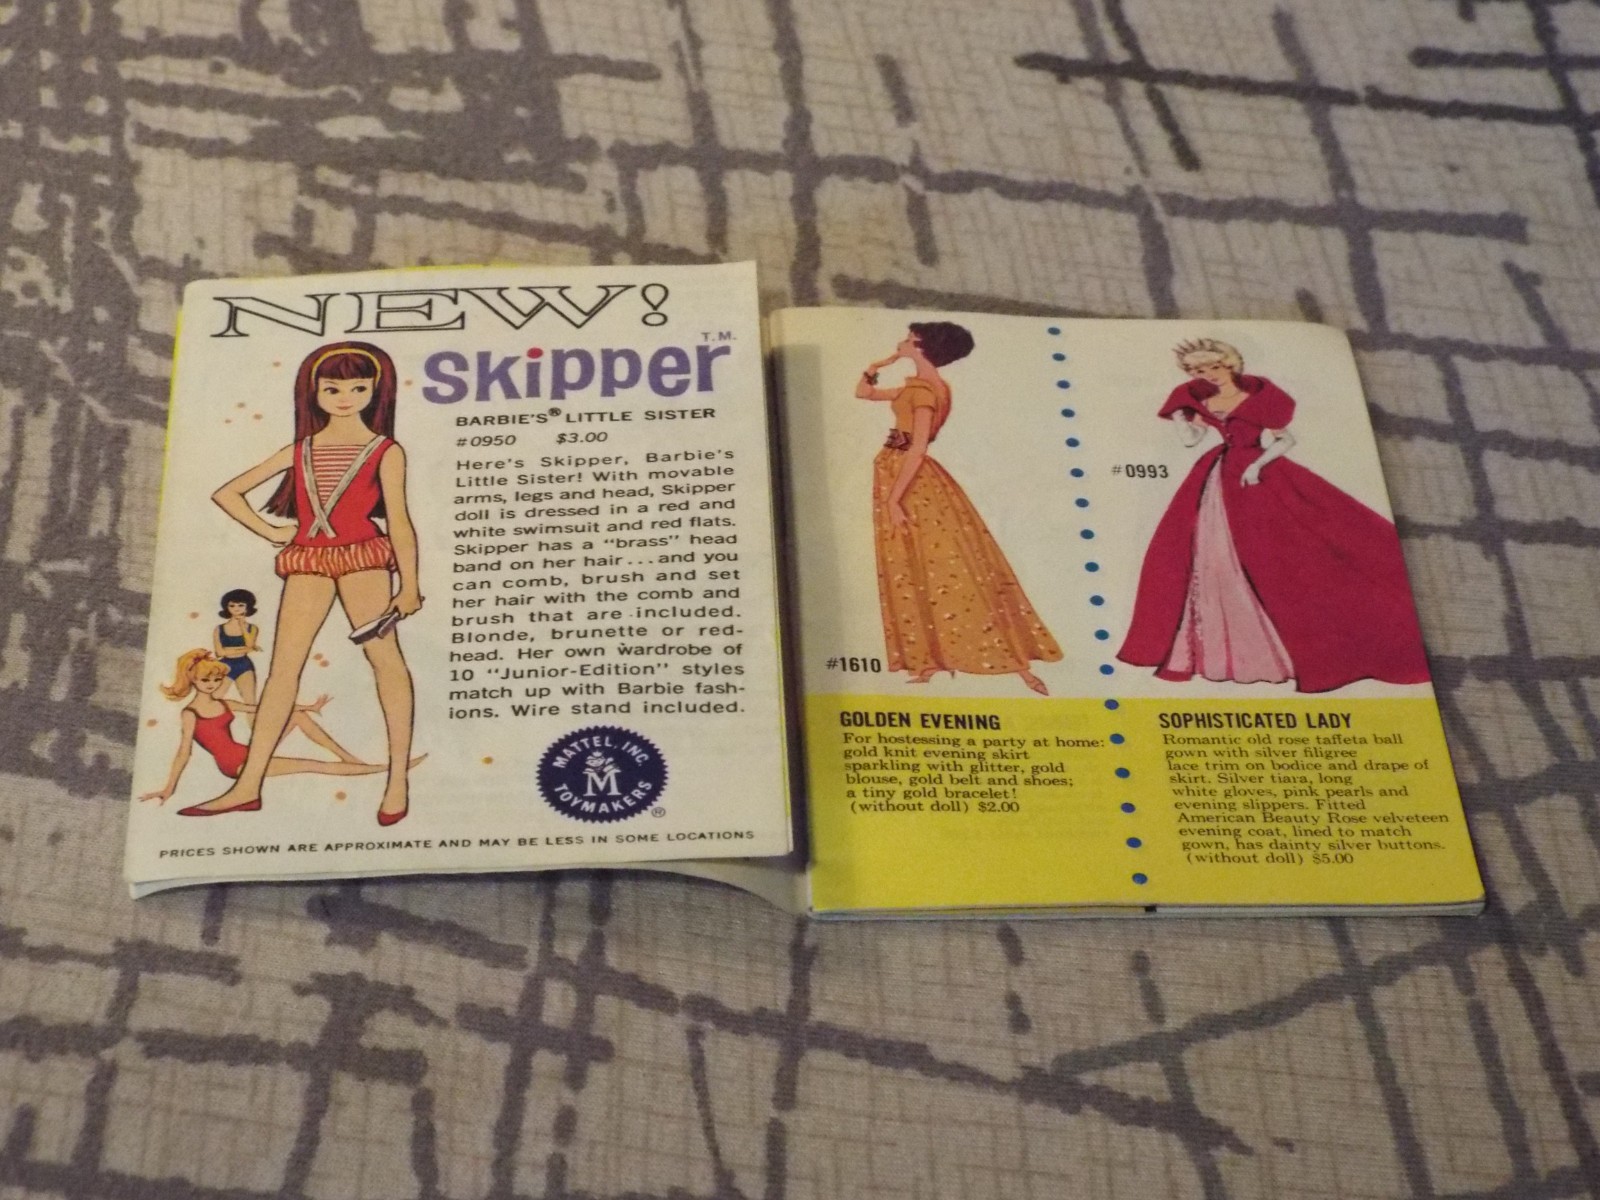 NEW!
T.M.
Skipper
BARBIE'S® LITTLE SISTER
#0950 $3.00
Here's Skipper, Barbie's
Little Sister! With movable
arms, legs and head, Skipper
doll is dressed in a red and
white swimsuit and red flats.
Skipper has a "brass" head
band on her hair...and you
can comb, brush and set
her hair with the comb and
brush that are included.
Blonde, brunette or red-
head. Her own wardrobe of
10 "Junior-Edition" styles
match up with Barbie fash-
ions. Wire stand included.
MATTEL, INC.
M
TOYMAKERS
®
PRICES SHOWN ARE APPROXIMATE AND MAY BE LESS IN SOME LOCATIONS
#1610
GOLDEN EVENING
For hostessing a party at home:
gold knit evening skirt
sparkling with glitter, gold
blouse, gold belt and shoes;
a tiny gold bracelet!
(without doll) $2.00
#0993
SOPHISTICATED LADY
Romantic old rose taffeta ball
gown with silver filigree
lace trim on bodice and drape of
skirt. Silver tiara, long
white gloves, pink pearls and
evening slippers. Fitted
American Beauty Rose velveteen
evening coat, lined to match
gown, has dainty silver buttons.
(without doll) $5.00